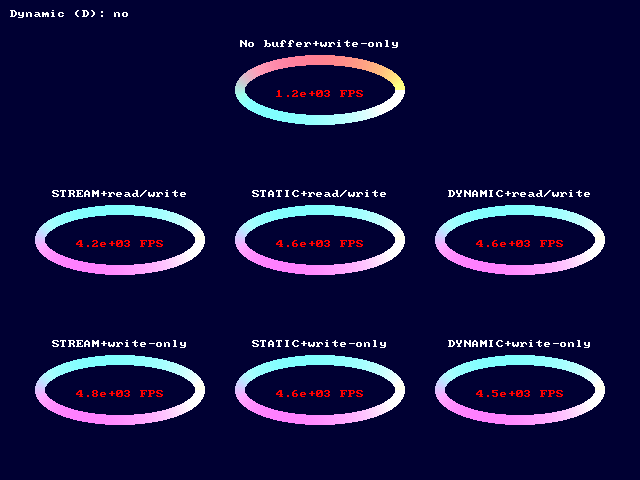 Dynamic (D): no
No buffer+write-only
1.2e+03 FPS
STREAM+read/write STATIC+read/write DYNAMIC+read/write
4.2e+03 FPS 4.6e+03 FPS 4.6e+03 FPS
STREAM+write-only STATIC+write-only DYNAMIC+write-only
4.8e+03 FPS 4.6e+03 FPS 4.5e+03 FPS